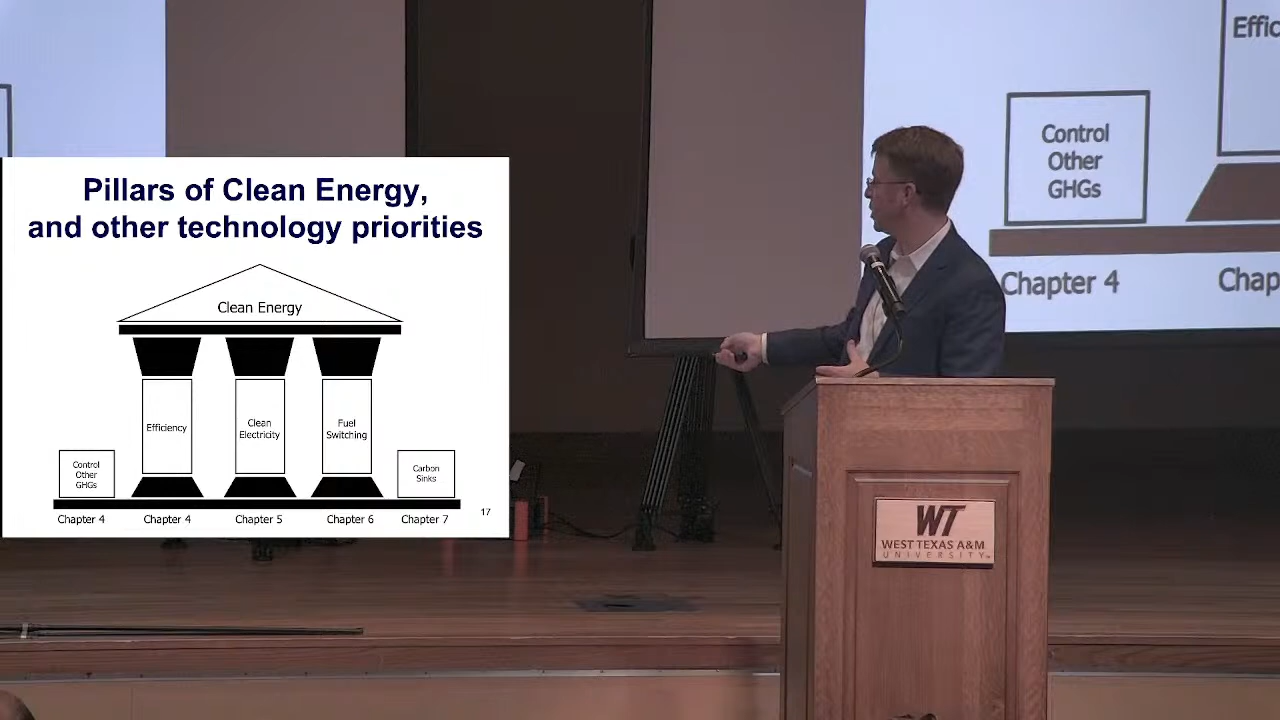 Pillars of Clean Energy,
and other technology priorities
Clean Energy
Efficiency
Clean
Electricity
Fuel
Switching
Control
Other
GHGs
Carbon
Sinks
Chapter 4
Chapter 4
Chapter 5
Chapter 6
Chapter 7
17
Effic
Control
Other
GHGs
Chapter 4
Chap
WT
WEST TEXAS A&M
UNIVERSITY